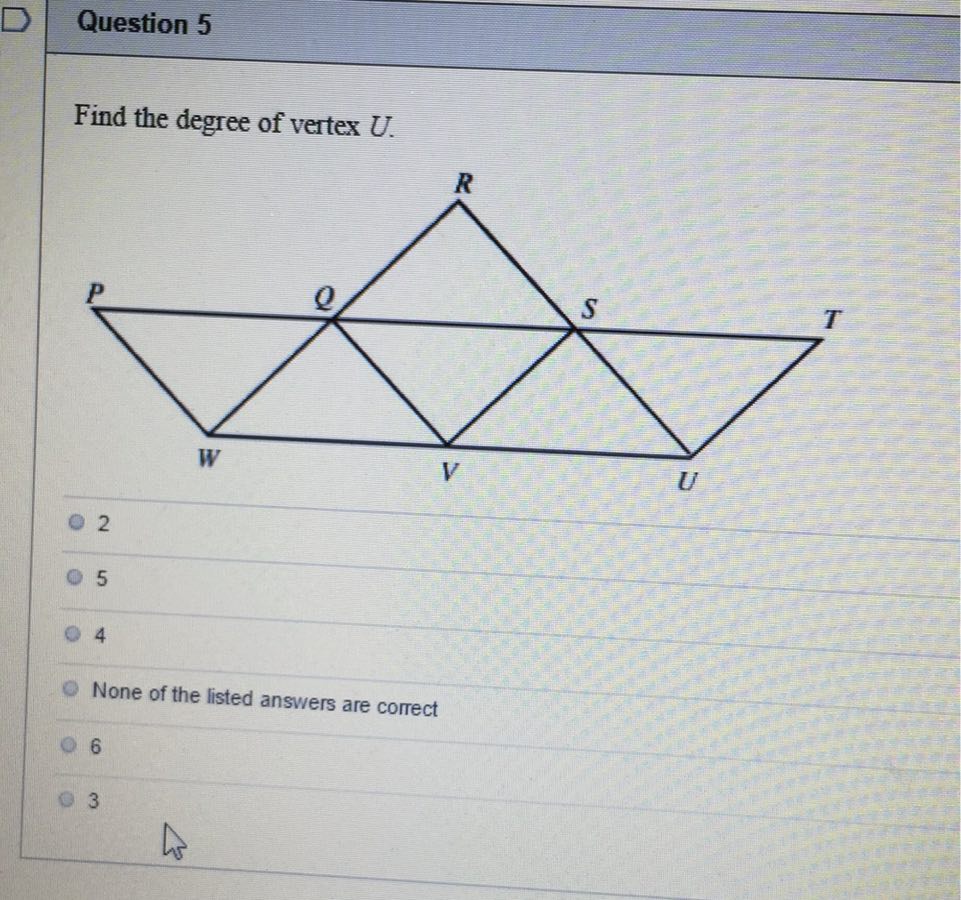 Question 5
Find the degree of vertex U.
R
P
Q
S
T
W
V
U
2
5
4
None of the listed answers are correct
6
3